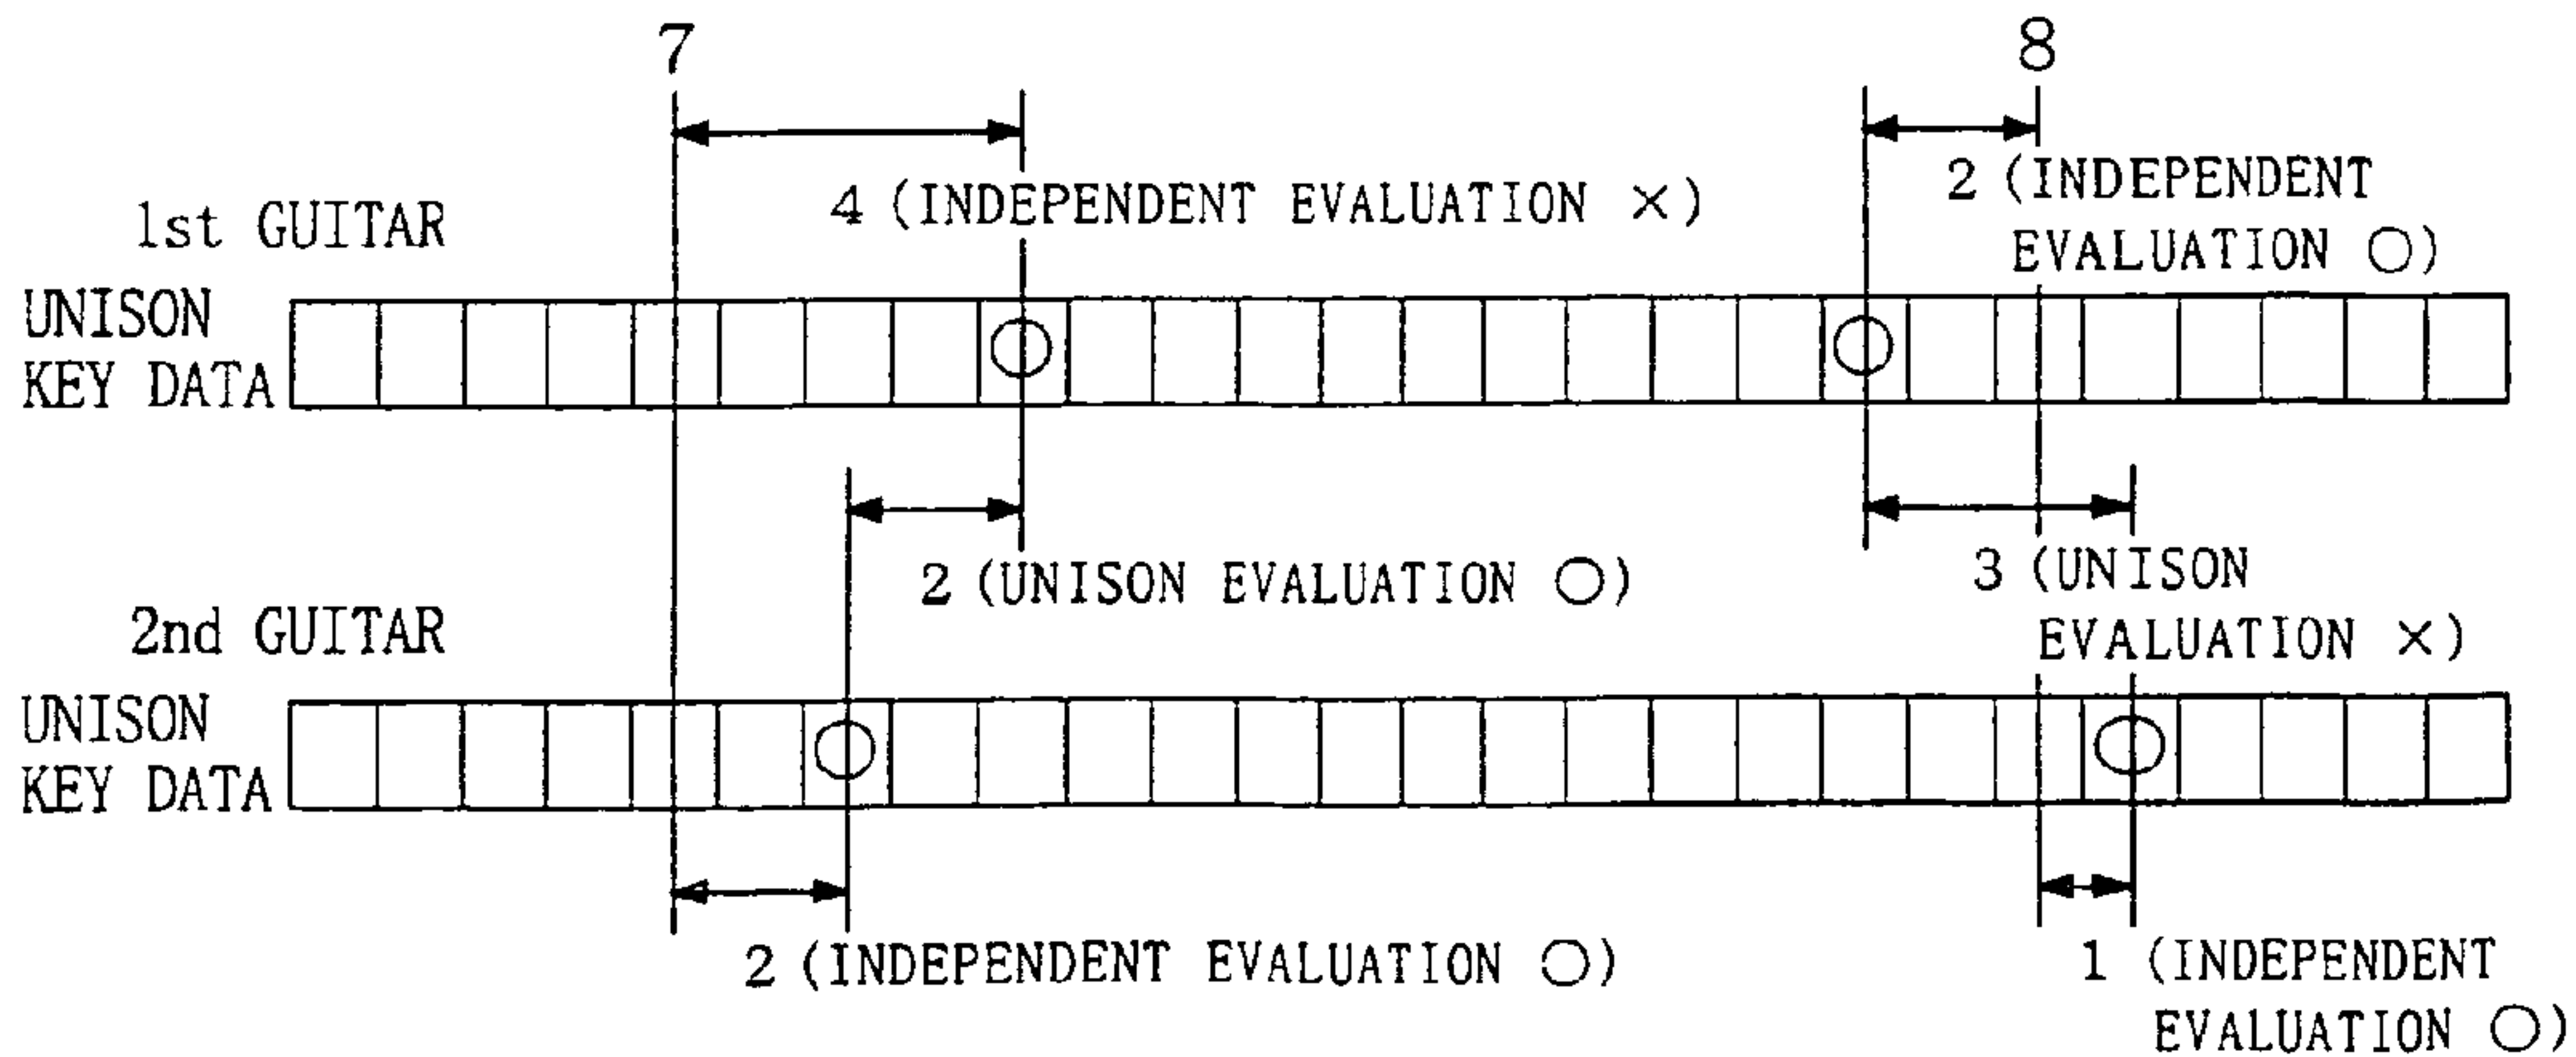 7
8
4 (INDEPENDENT EVALUATION ×)
2 (INDEPENDENT
EVALUATION ○)
1st GUITAR
UNISON
KEY DATA
2 (UNISON EVALUATION ○)
3 (UNISON
EVALUATION ×)
2nd GUITAR
UNISON
KEY DATA
2 (INDEPENDENT EVALUATION ○)
1 (INDEPENDENT
EVALUATION ○)